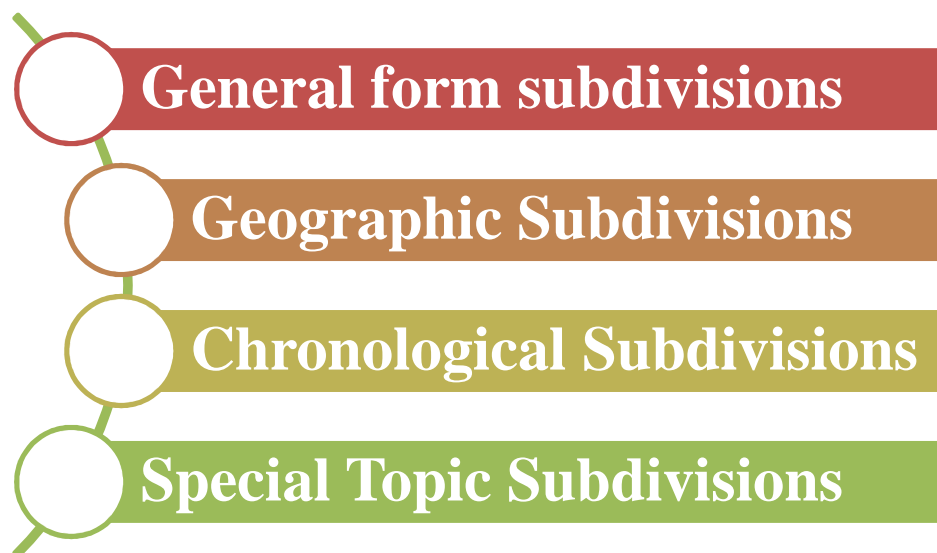 General form subdivisions
Geographic Subdivisions
Chronological Subdivisions
Special Topic Subdivisions